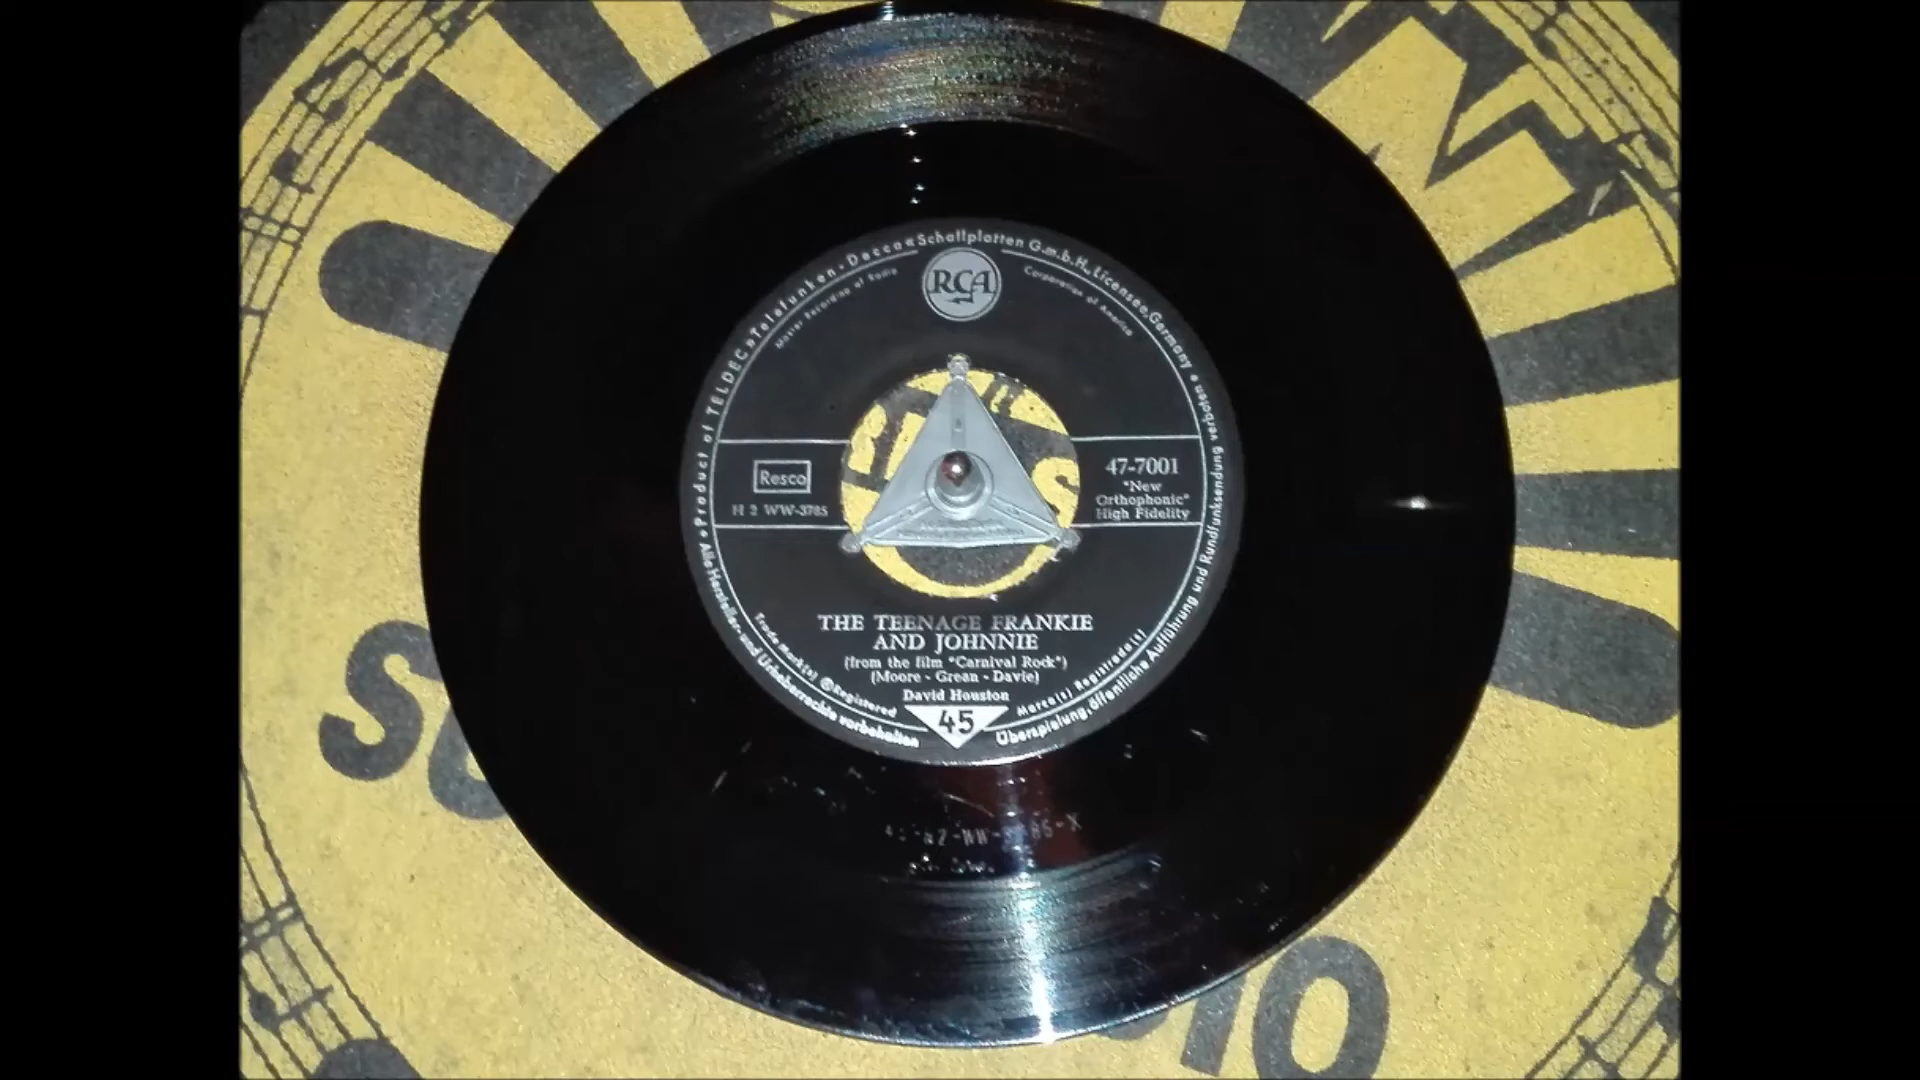 ★ Product of TELDEC »Telefunken - Decca« Schallplatten G.m.b.H., Licensee, Germany ★
Master Recording of Radio Corporation of America
RCA
Resco
H 2 WW-3785
47-7001
"New
Orthophonic"
High Fidelity
THE TEENAGE FRANKIE
AND JOHNNIE
(from the film "Carnival Rock")
(Moore - Grean - Davie)
David Houston
45
Trade Mark(s) ®Registered
Marca(s) Registrada(s)
Alle Hersteller- und Urheberrechte vorbehalten
Überspielung, öffentliche Aufführung und Rundfunksendung verboten